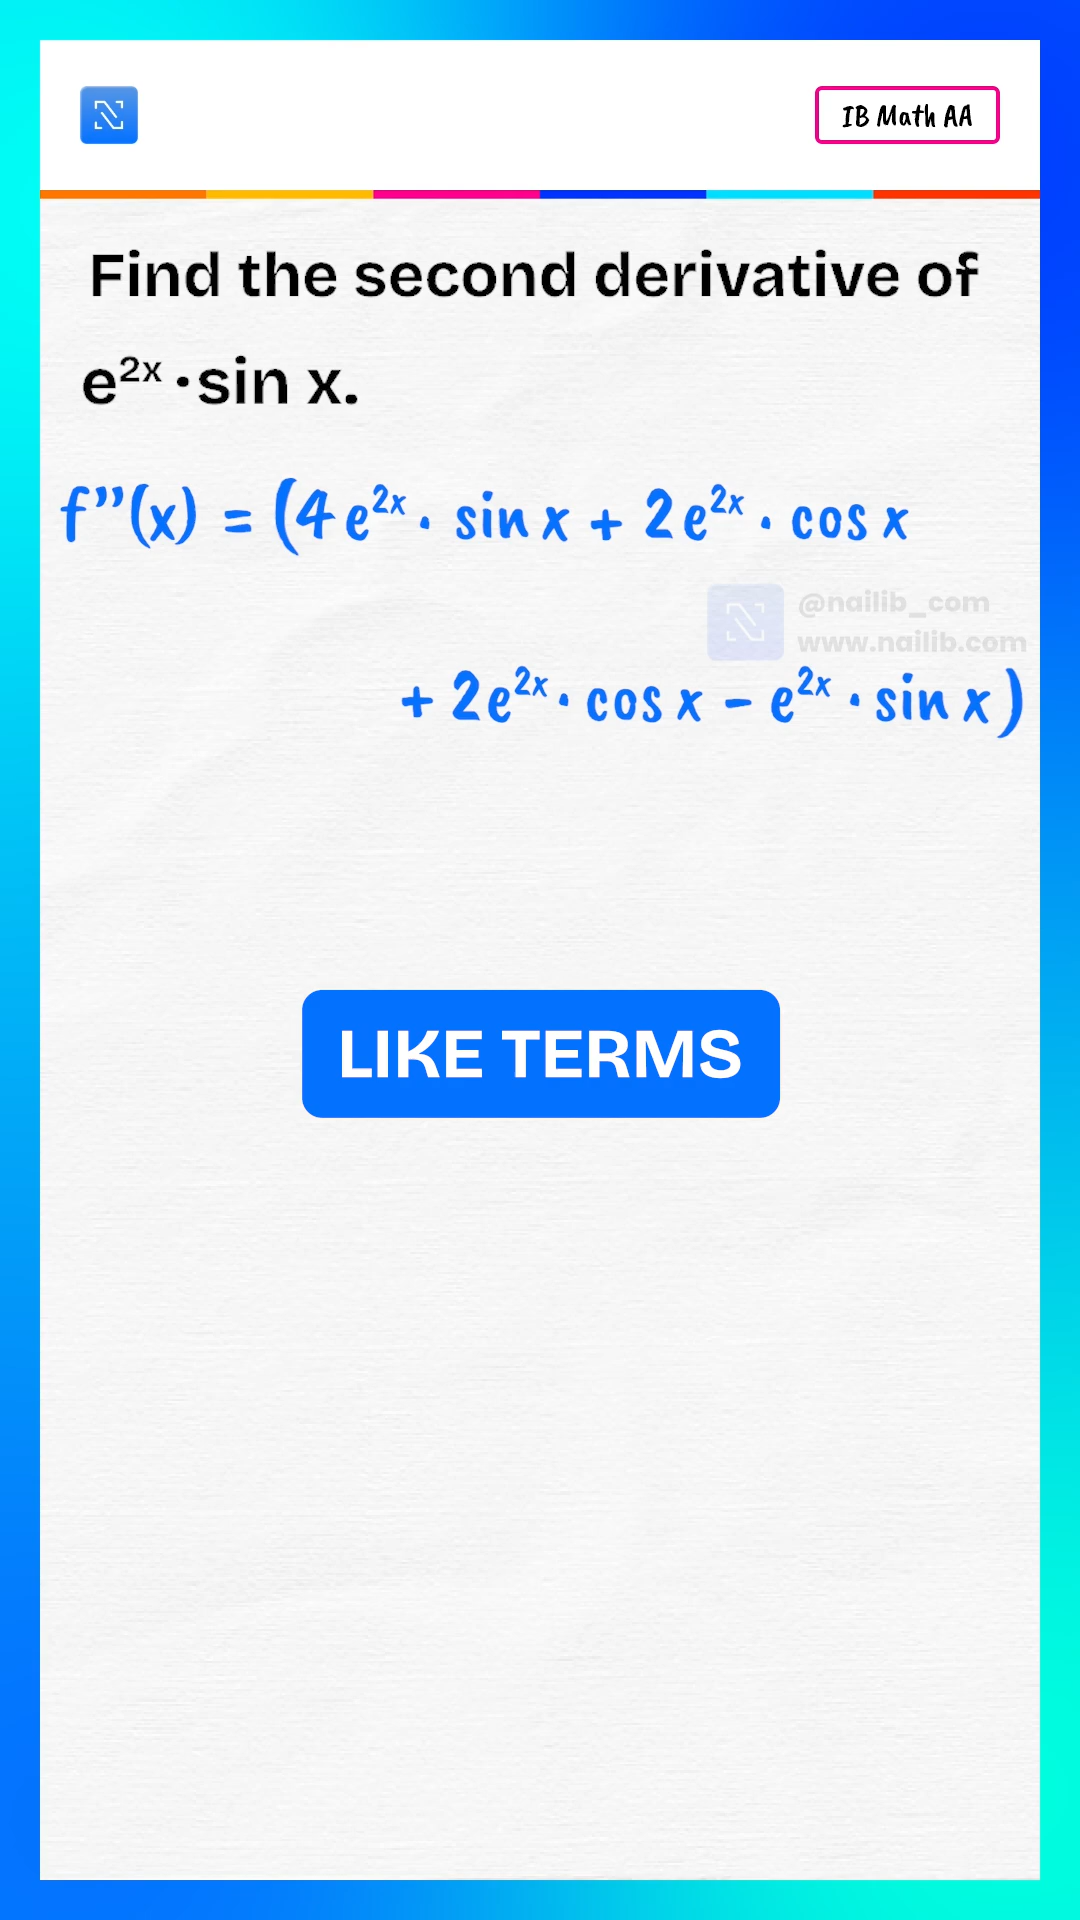 IB Math AA
Find the second derivative of
e²ˣ · sin x.
f’’(x) = (4e²ˣ · sin x + 2e²ˣ · cos x
@nailib_com
www.nailib.com
+ 2e²ˣ · cos x – e²ˣ · sin x)
LIKE TERMS